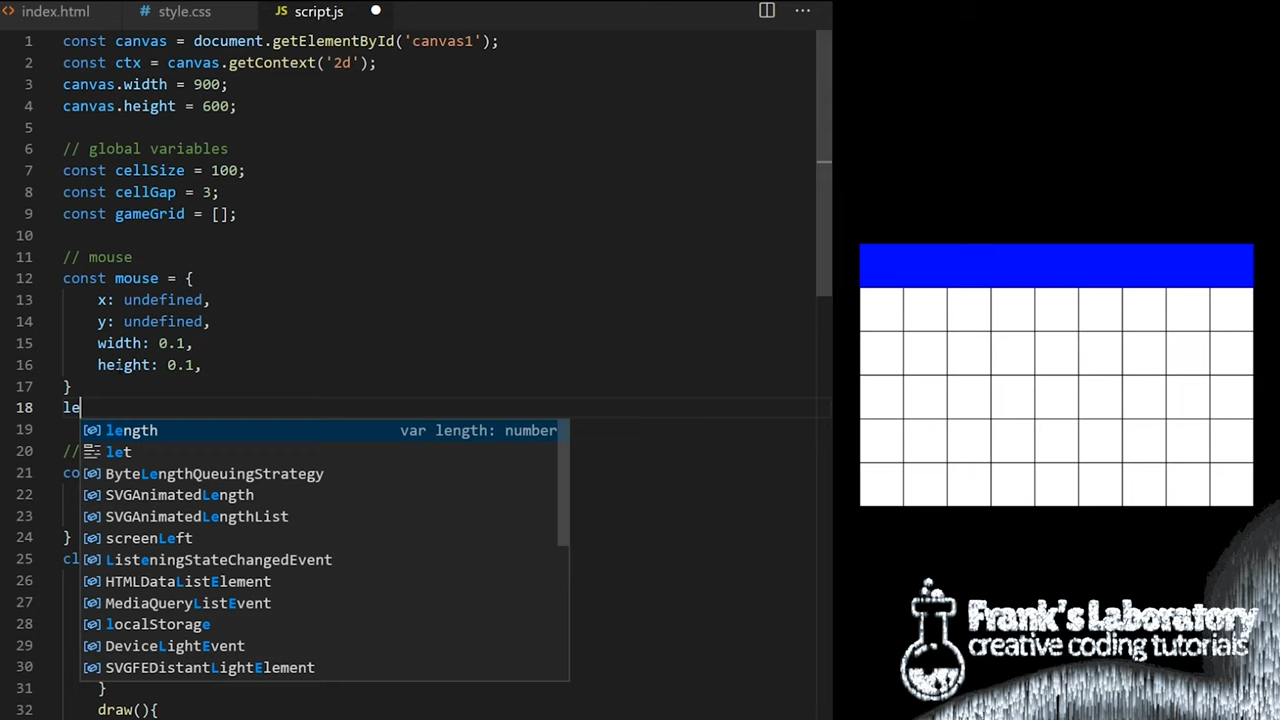 index.html
# style.css
JS script.js
1 const canvas = document.getElementById('canvas1');
2 const ctx = canvas.getContext('2d');
3 canvas.width = 900;
4 canvas.height = 600;
5
6 // global variables
7 const cellSize = 100;
8 const cellGap = 3;
9 const gameGrid = [];
10
11 // mouse
12 const mouse = {
13 x: undefined,
14 y: undefined,
15 width: 0.1,
16 height: 0.1,
17 }
18 le
19 length var length: number
20 // let
21 co ByteLengthQueuingStrategy
22 SVGAnimatedLength
23 SVGAnimatedLengthList
24 } screenLeft
25 cl ListeningStateChangedEvent
26 HTMLDataListElement
27 MediaQueryListEvent
28 localStorage
29 DeviceLightEvent
30 SVGFEDistantLightElement
31 }
32 draw(){
Frank's Laboratory
creative coding tutorials